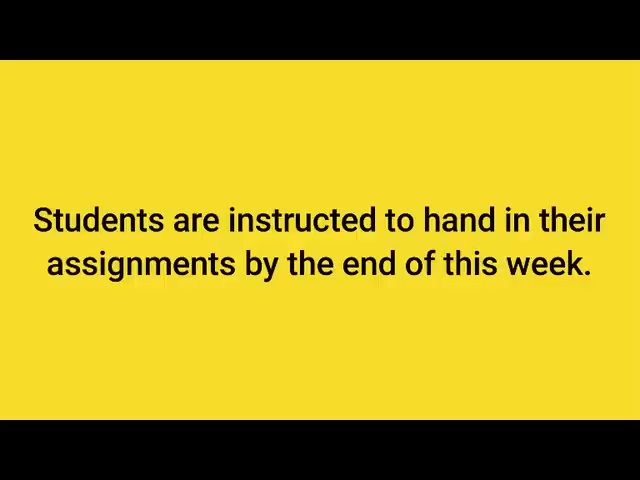 Students are instructed to hand in their
assignments by the end of this week.